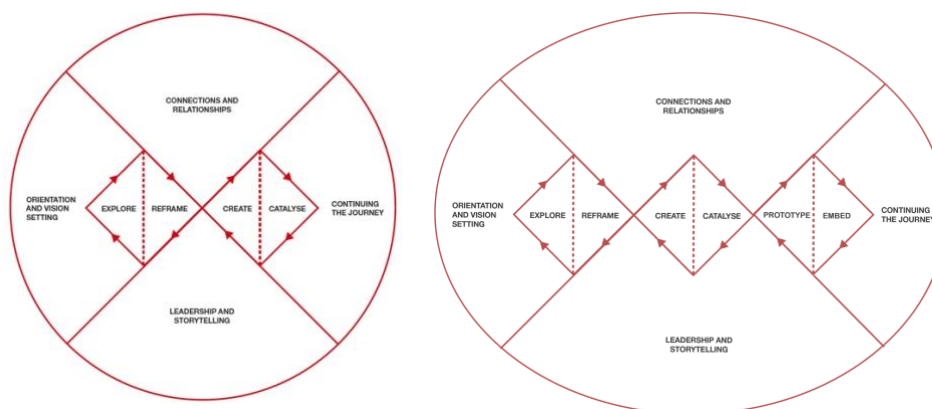 CONNECTIONS AND
RELATIONSHIPS
ORIENTATION
AND VISION
SETTING
EXPLORE
REFRAME
CREATE
CATALYSE
CONTINUING
THE JOURNEY
LEADERSHIP AND
STORYTELLING
CONNECTIONS AND
RELATIONSHIPS
ORIENTATION
AND VISION
SETTING
EXPLORE
REFRAME
CREATE
CATALYSE
PROTOTYPE
EMBED
CONTINUING
THE JOURNEY
LEADERSHIP AND
STORYTELLING